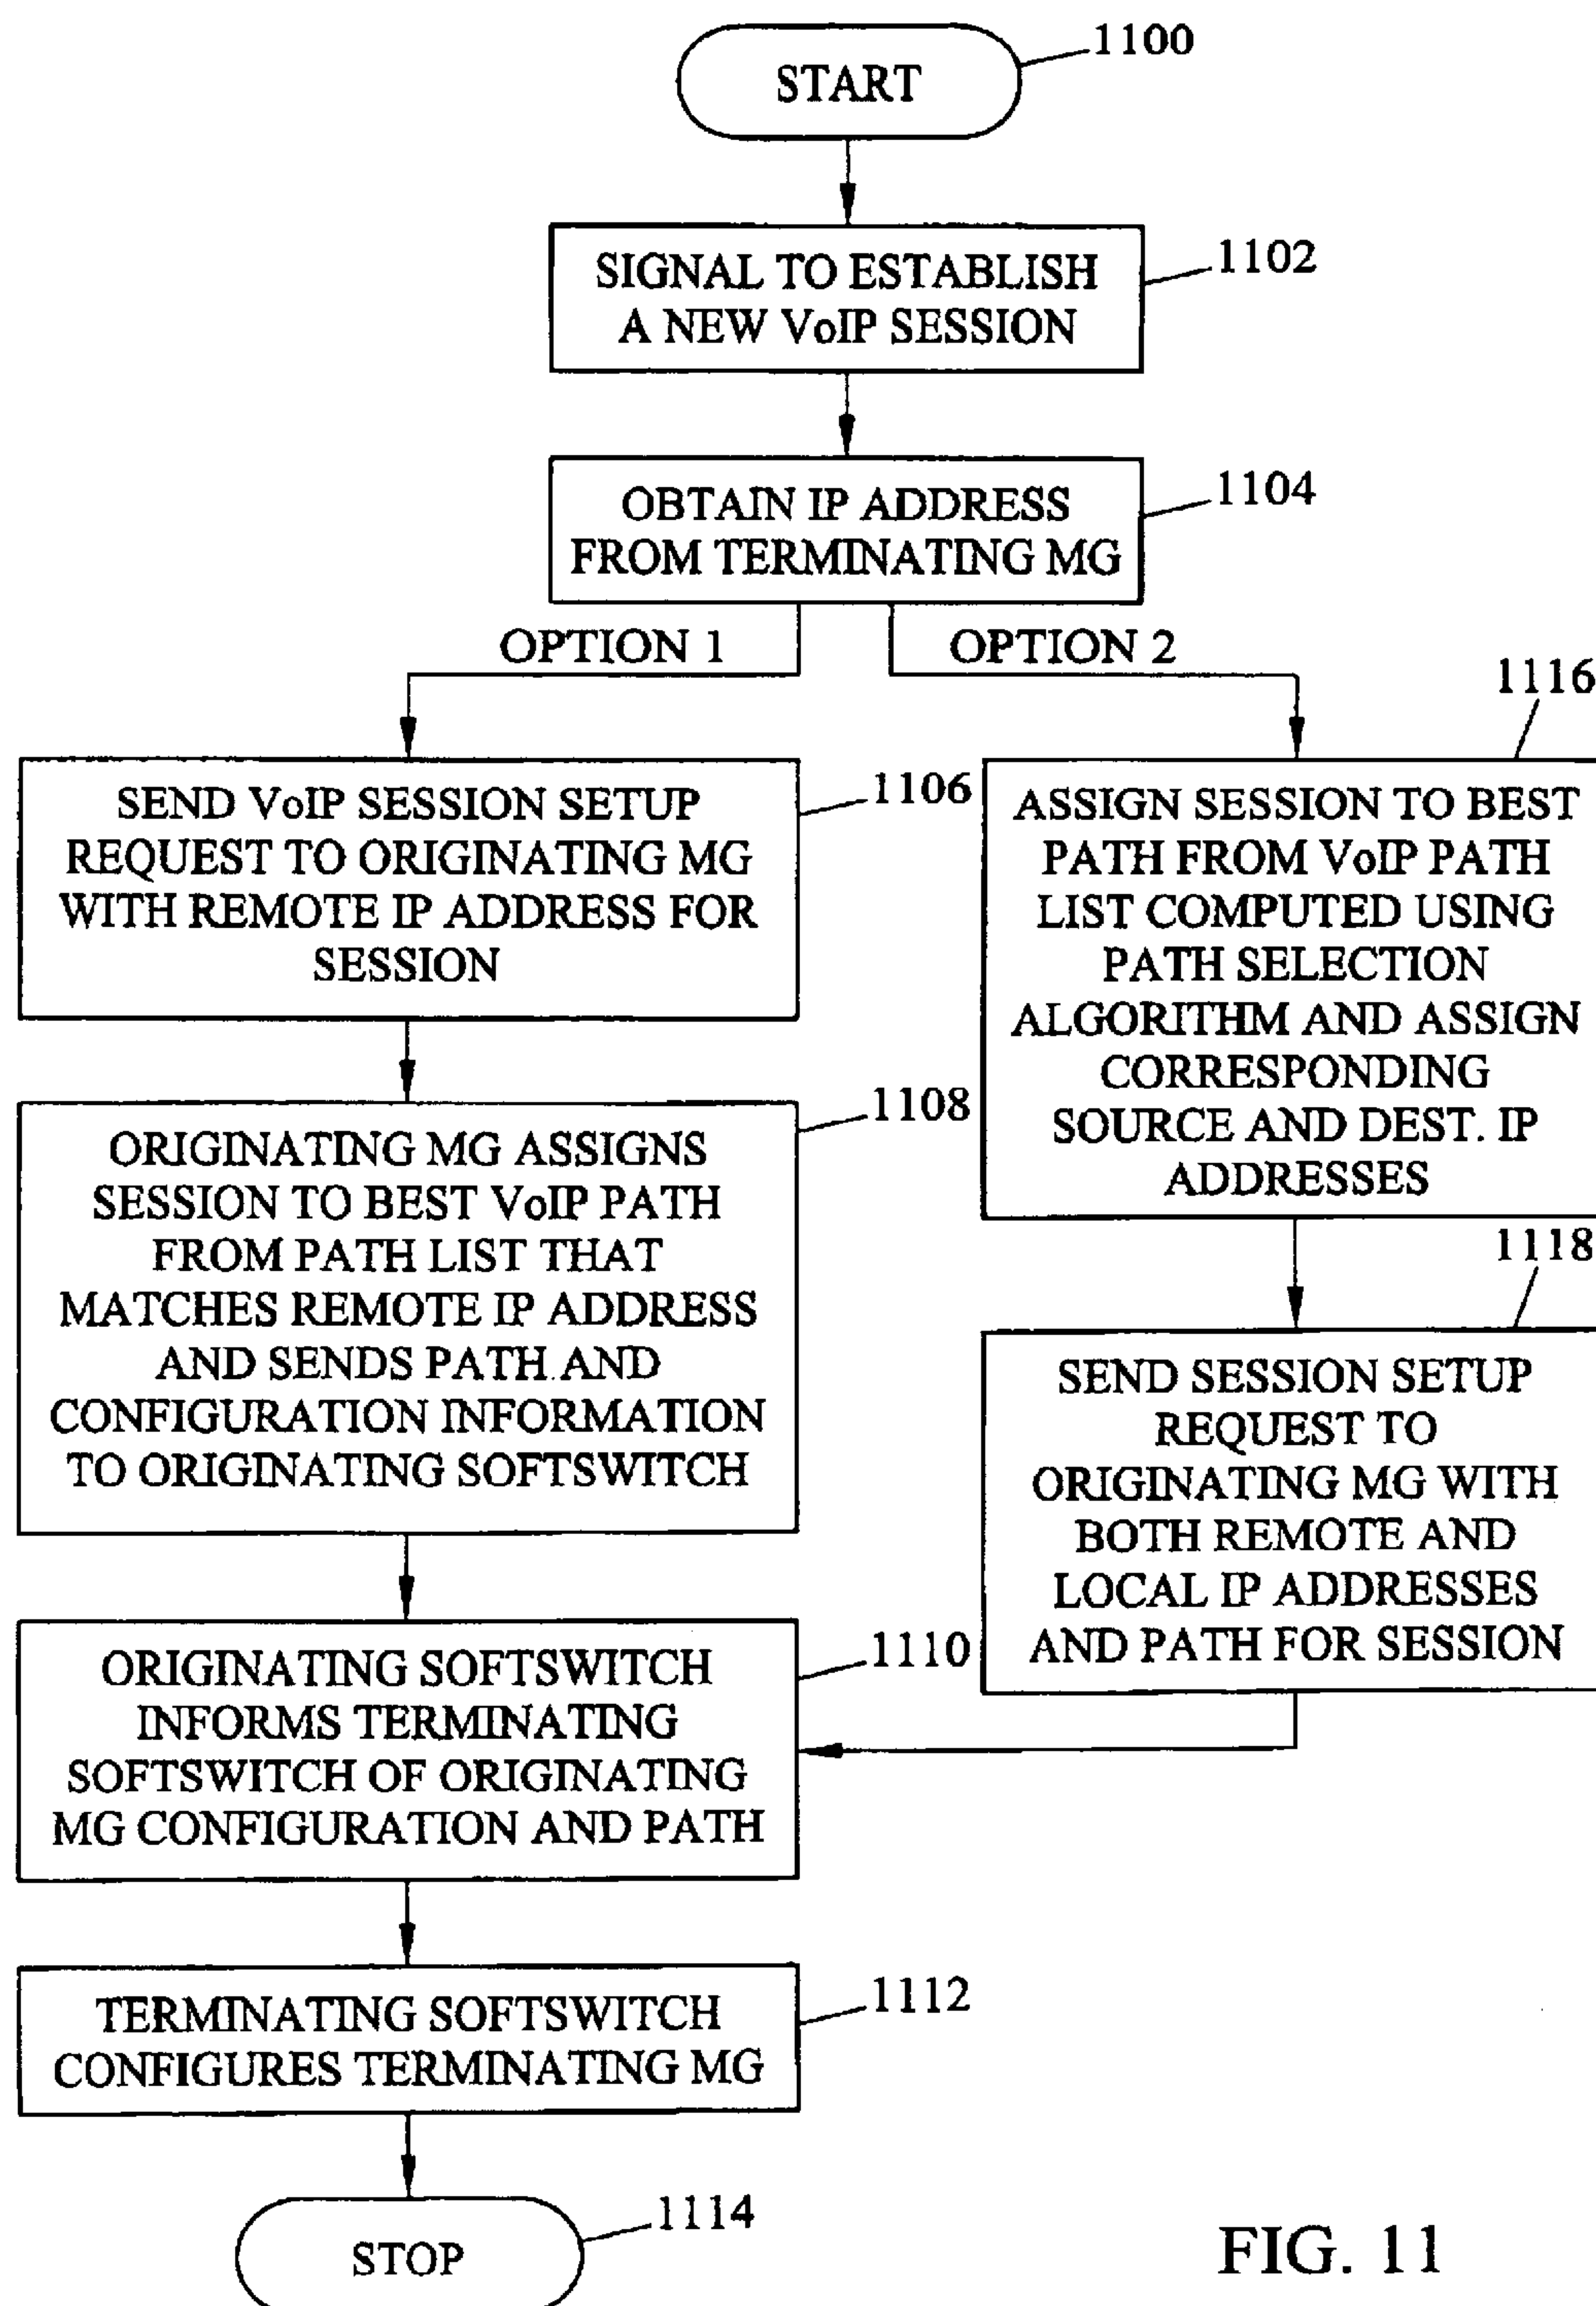 START
1100
SIGNAL TO ESTABLISH
A NEW VoIP SESSION
1102
OBTAIN IP ADDRESS
FROM TERMINATING MG
1104
OPTION 1
OPTION 2
SEND VoIP SESSION SETUP
REQUEST TO ORIGINATING MG
WITH REMOTE IP ADDRESS FOR
SESSION
1106
ORIGINATING MG ASSIGNS
SESSION TO BEST VoIP PATH
FROM PATH LIST THAT
MATCHES REMOTE IP ADDRESS
AND SENDS PATH AND
CONFIGURATION INFORMATION
TO ORIGINATING SOFTSWITCH
1108
1116
ASSIGN SESSION TO BEST
PATH FROM VoIP PATH
LIST COMPUTED USING
PATH SELECTION
ALGORITHM AND ASSIGN
CORRESPONDING
SOURCE AND DEST. IP
ADDRESSES
1118
SEND SESSION SETUP
REQUEST TO
ORIGINATING MG WITH
BOTH REMOTE AND
LOCAL IP ADDRESSES
AND PATH FOR SESSION
ORIGINATING SOFTSWITCH
INFORMS TERMINATING
SOFTSWITCH OF ORIGINATING
MG CONFIGURATION AND PATH
1110
TERMINATING SOFTSWITCH
CONFIGURES TERMINATING MG
1112
STOP
1114
FIG. 11